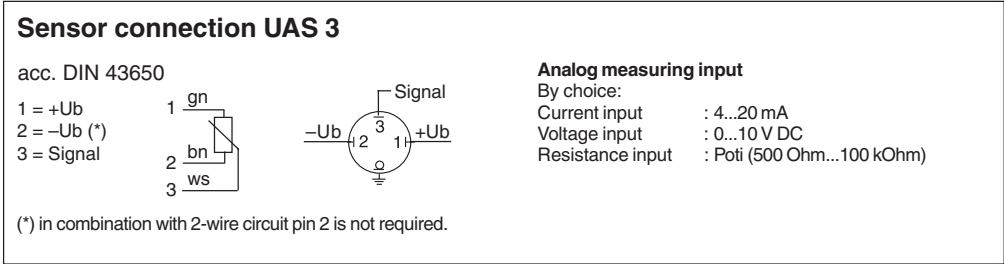 Sensor connection UAS 3
acc. DIN 43650
1 = +Ub
2 = –Ub (*)
3 = Signal
1 gn
2 bn
3 ws
Signal
–Ub 2 3 1 +Ub
(*) in combination with 2-wire circuit pin 2 is not required.
Analog measuring input
By choice:
Current input : 4...20 mA
Voltage input : 0...10 V DC
Resistance input : Poti (500 Ohm...100 kOhm)